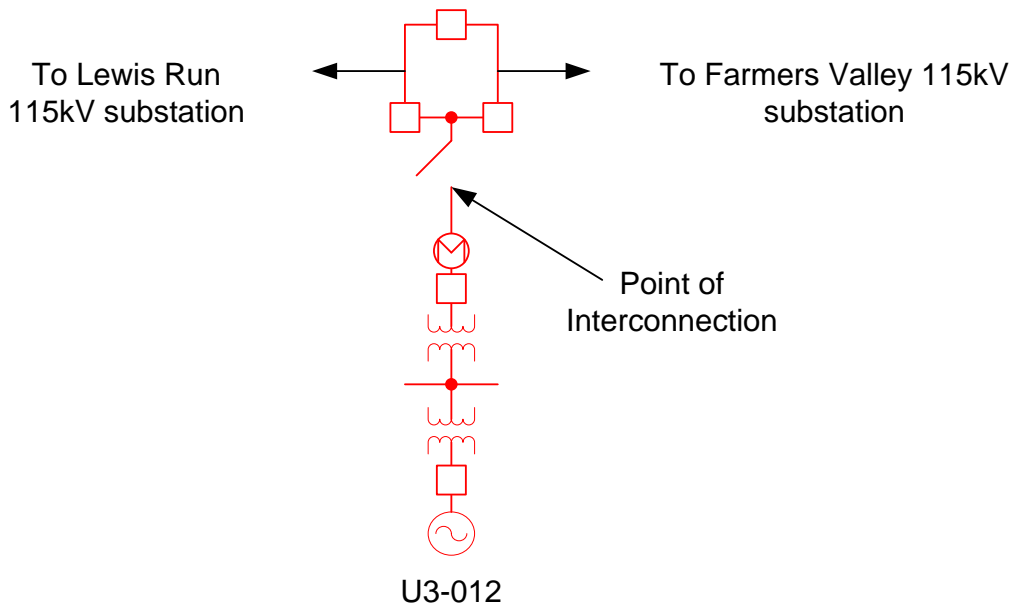 To Lewis Run
115kV substation
To Farmers Valley 115kV
substation
Point of
Interconnection
U3-012